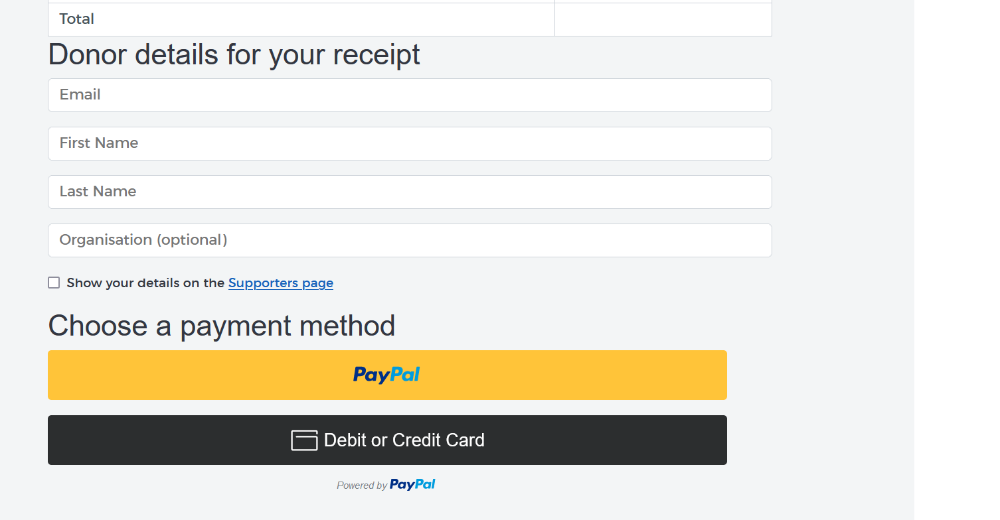 Total
Donor details for your receipt
Email
First Name
Last Name
Organisation (optional)
Show your details on the Supporters page
Choose a payment method
PayPal
Debit or Credit Card
Powered by PayPal